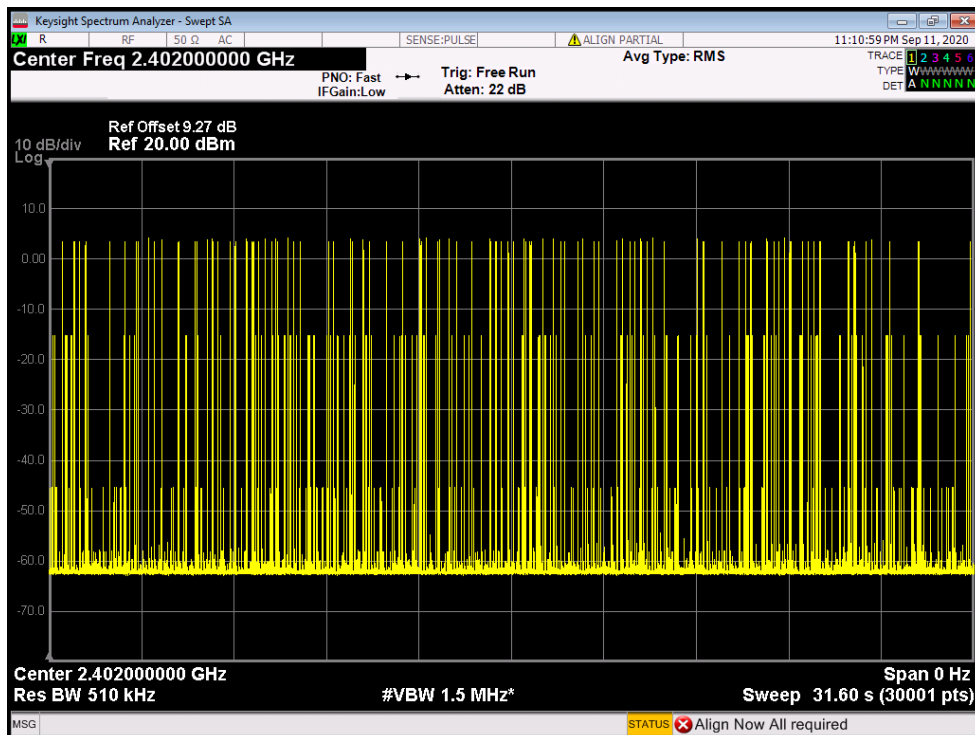 Keysight Spectrum Analyzer - Swept SA
LXI R RF 50 Ω AC SENSE:PULSE ALIGN PARTIAL 11:10:59 PM Sep 11, 2020
Center Freq 2.402000000 GHz
PNO: Fast
IFGain:Low
Trig: Free Run
Atten: 22 dB
Avg Type: RMS
TRACE 1 2 3 4 5 6
TYPE WWWWWW
DET A N N N N N
Ref Offset 9.27 dB
10 dB/div Ref 20.00 dBm
Log
10.0
0.00
-10.0
-20.0
-30.0
-40.0
-50.0
-60.0
-70.0
Center 2.402000000 GHz Span 0 Hz
Res BW 510 kHz #VBW 1.5 MHz* Sweep 31.60 s (30001 pts)
MSG STATUS Align Now All required